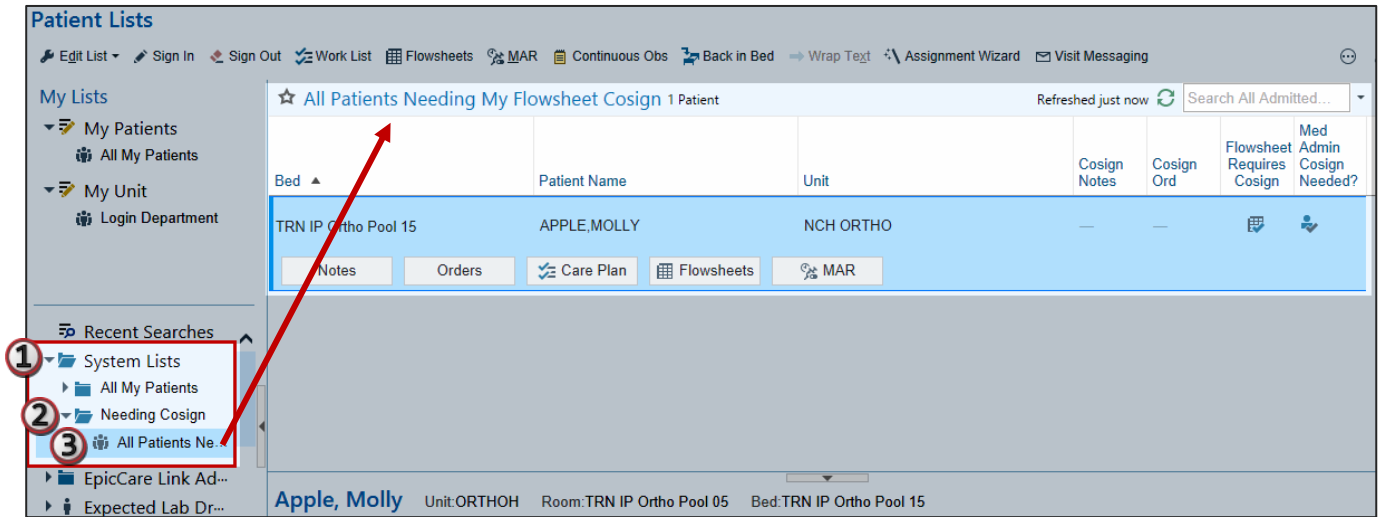 Patient Lists
Edit List Sign In Sign Out Work List Flowsheets MAR Continuous Obs Back in Bed Wrap Text Assignment Wizard Visit Messaging
My Lists
My Patients
All My Patients
My Unit
Login Department
Recent Searches
1 System Lists
All My Patients
2 Needing Cosign
3 All Patients Ne...
EpicCare Link Ad...
Expected Lab Dr...
All Patients Needing My Flowsheet Cosign 1 Patient Refreshed just now Search All Admitted...
Bed Patient Name Unit Cosign Notes Cosign Ord Flowsheet Requires Cosign Med Admin Cosign Needed?
TRN IP Ortho Pool 15 APPLE,MOLLY NCH ORTHO — —
Notes Orders Care Plan Flowsheets MAR
Apple, Molly Unit:ORTHOH Room:TRN IP Ortho Pool 05 Bed:TRN IP Ortho Pool 15